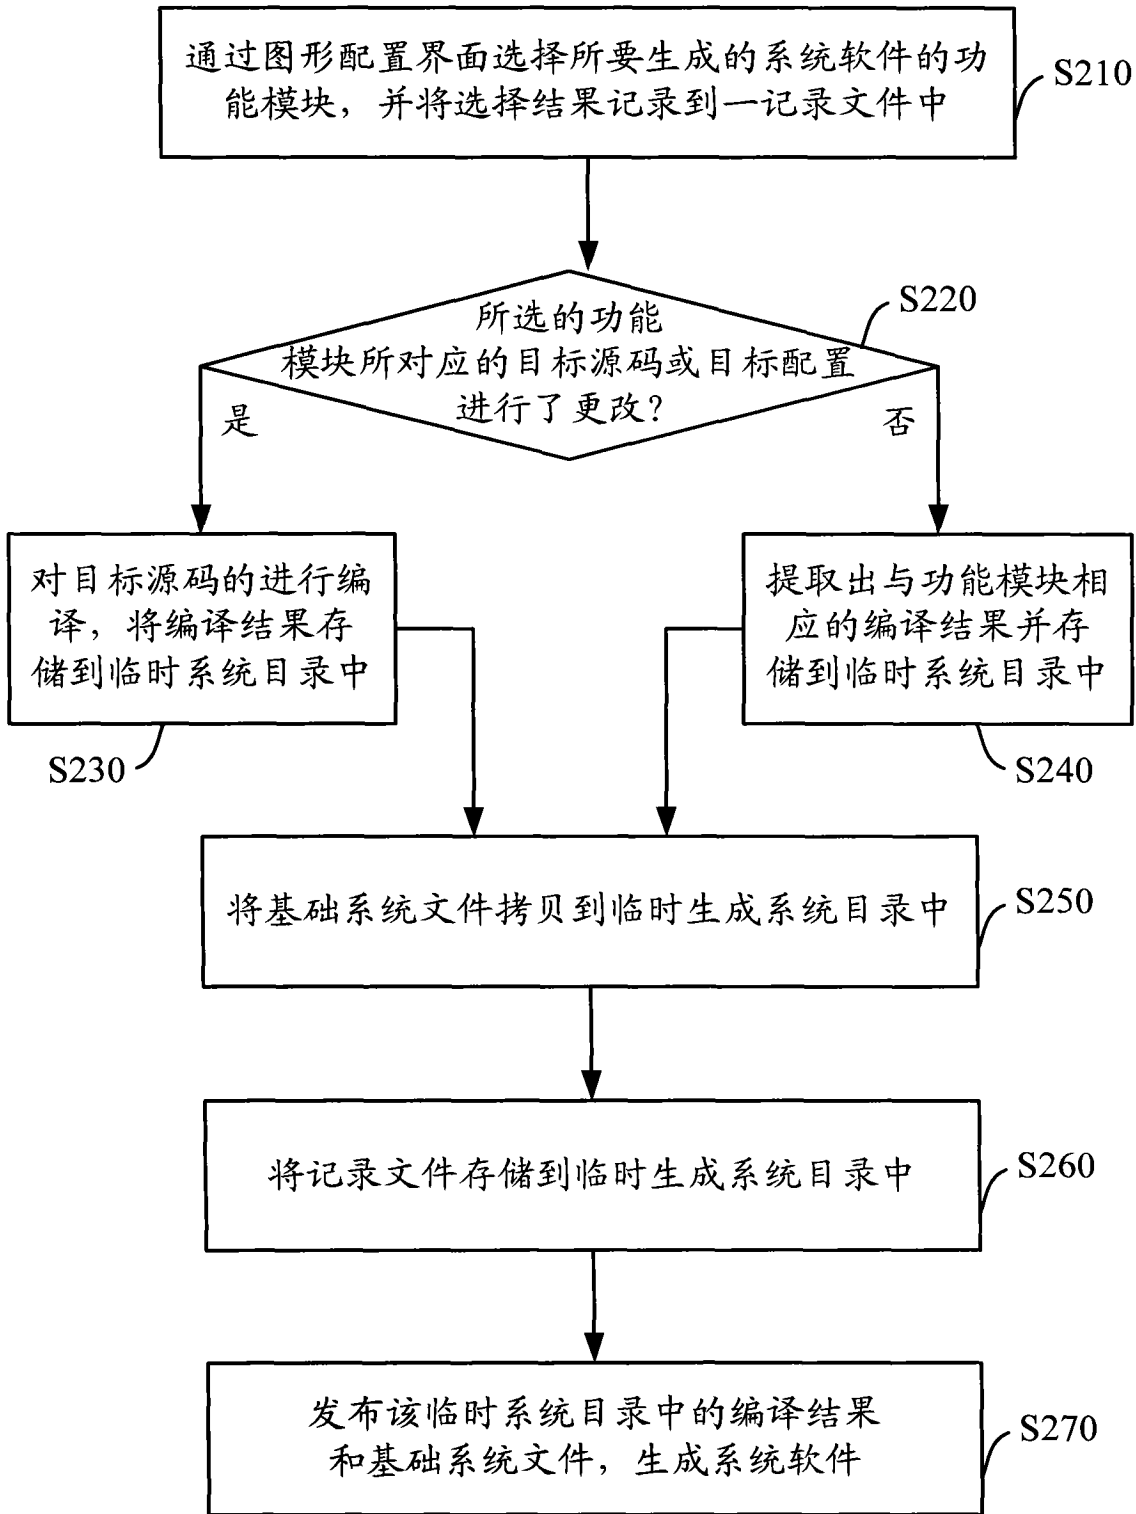 通过图形配置界面选择所要生成的系统软件的功
能模块，并将选择结果记录到一记录文件中
S210
所选的功能
模块所对应的目标源码或目标配置
进行了更改？
S220
是
否
对目标源码的进行编
译，将编译结果存
储到临时系统目录中
S230
提取出与功能模块相
应的编译结果并存
储到临时系统目录中
S240
将基础系统文件拷贝到临时生成系统目录中
S250
将记录文件存储到临时生成系统目录中
S260
发布该临时系统目录中的编译结果
和基础系统文件，生成系统软件
S270